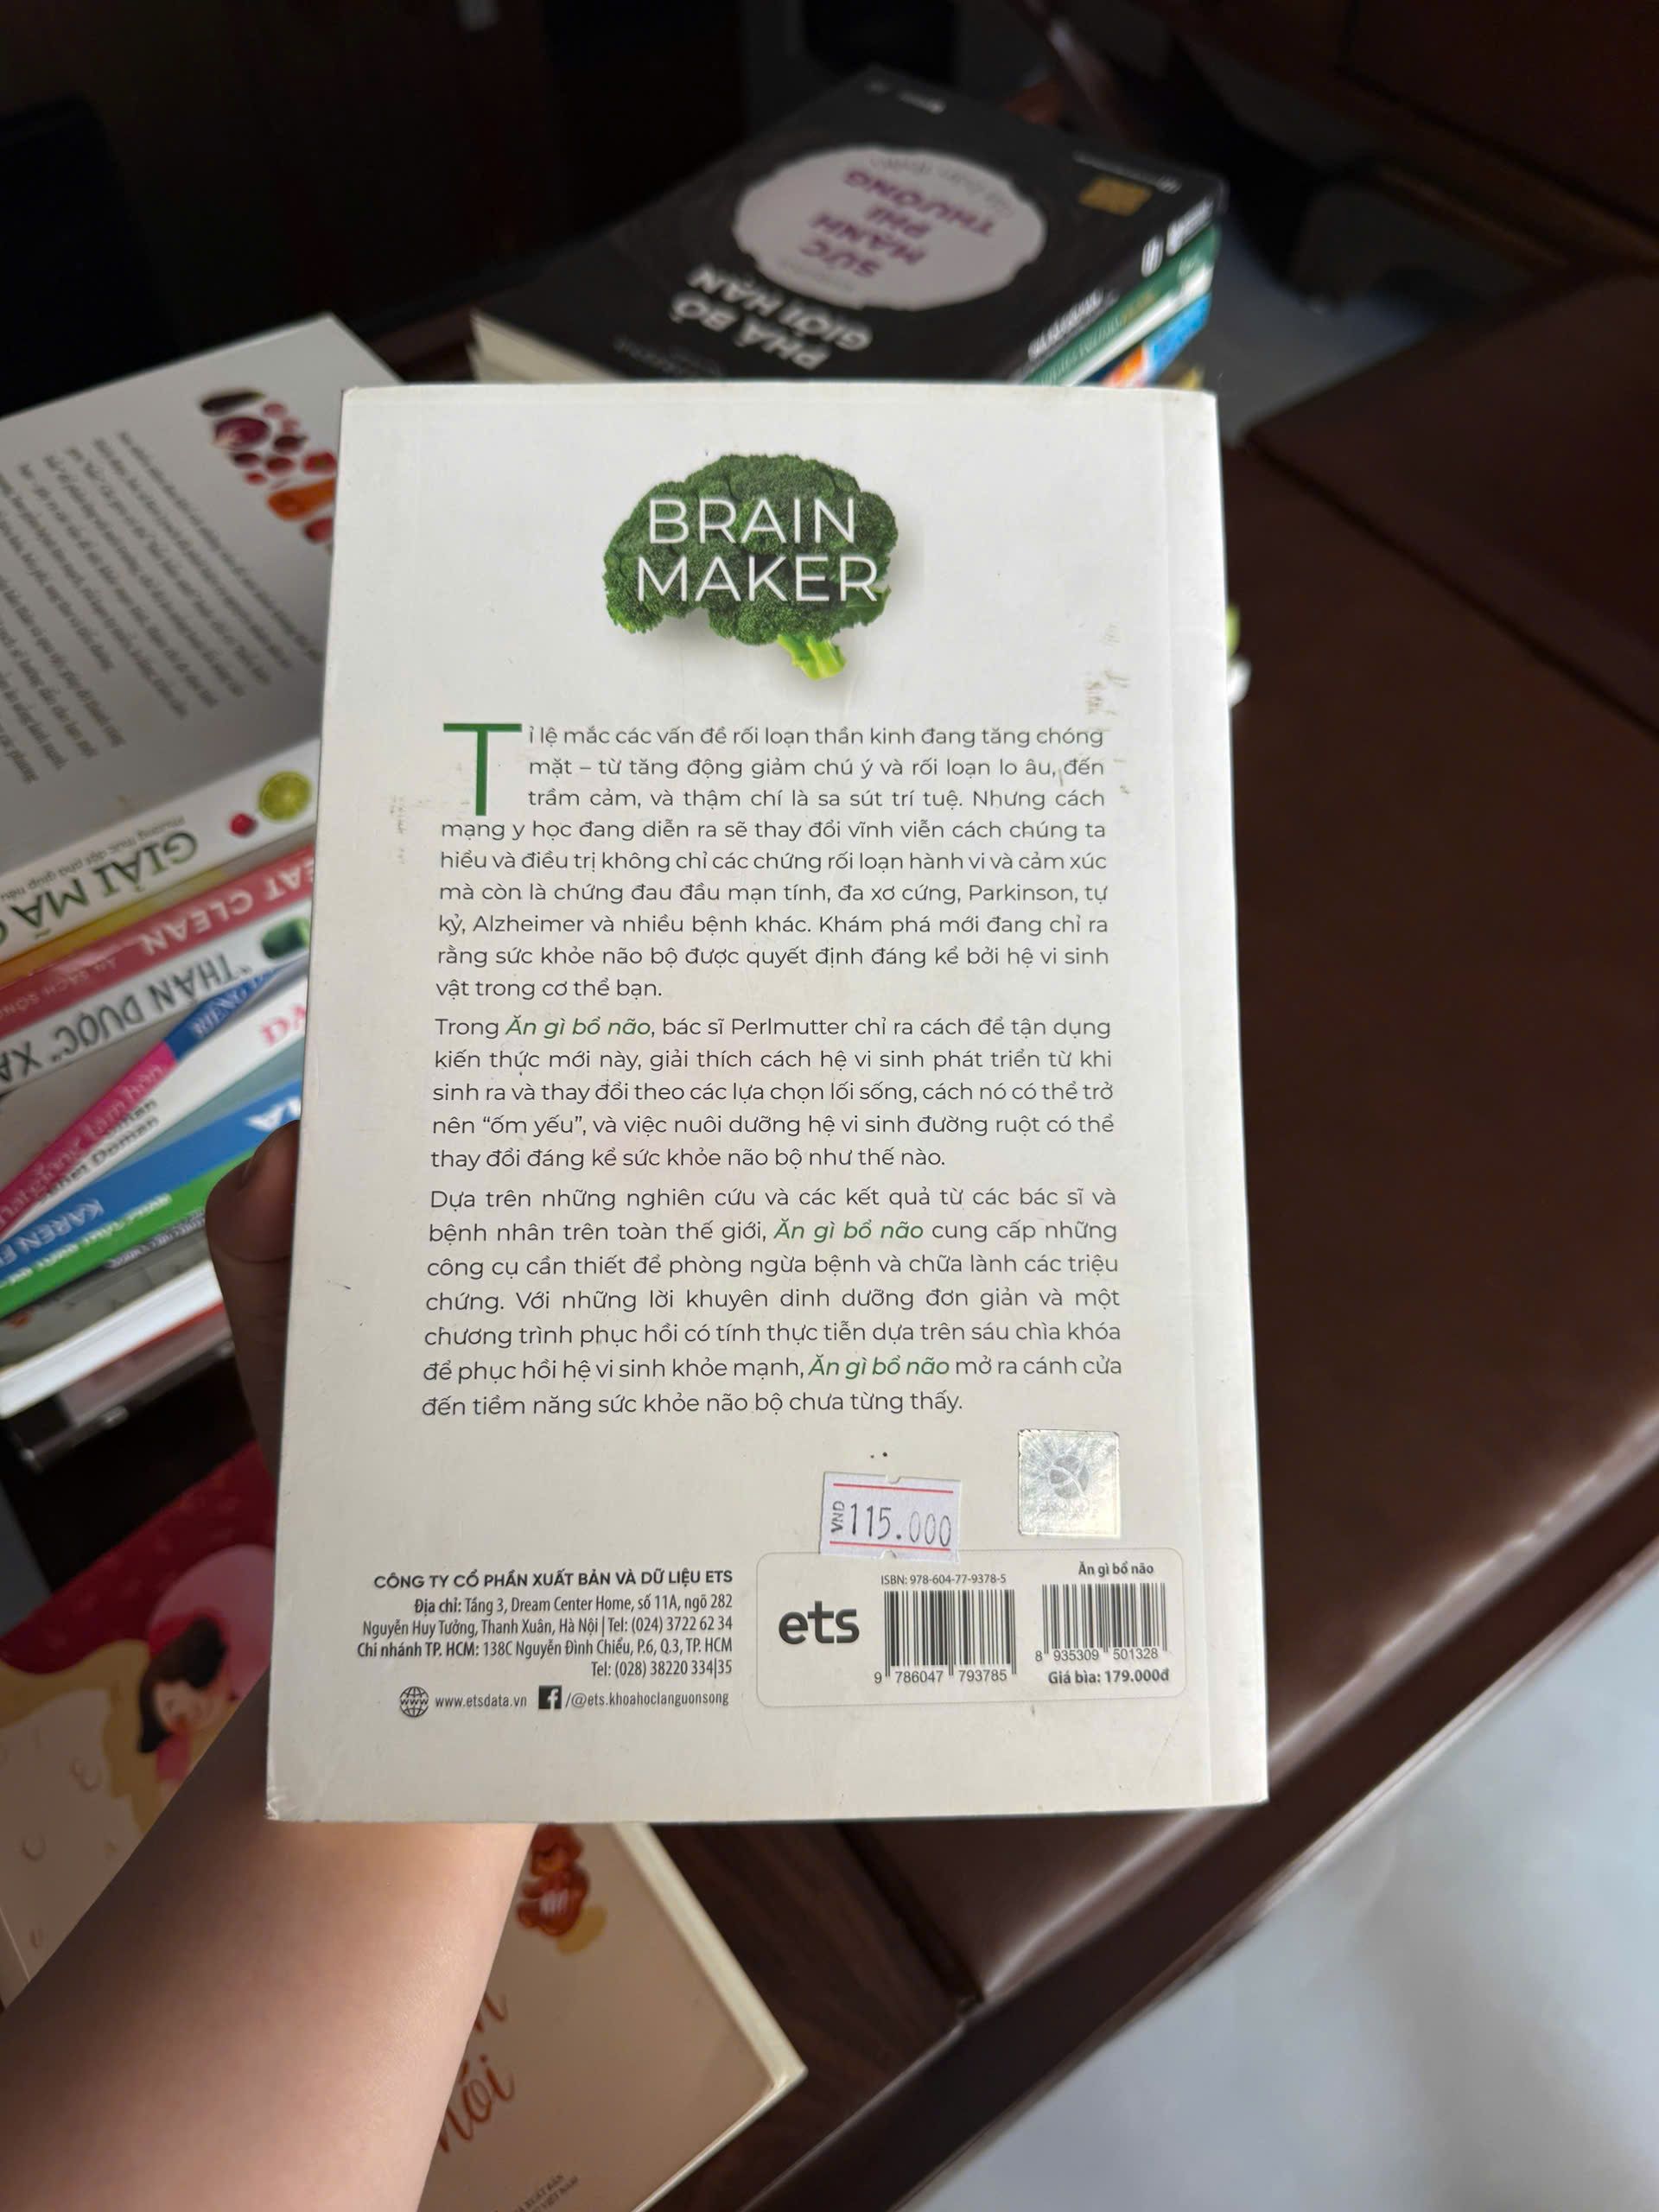 PHÁ BỎ
GIỚI HẠN
SỨC
MẠNH
PHI
THƯỜNG
GIẢI MÃ
EAT CLEAN
"THẦN DƯỢC" XA
KAREN
BRAIN
MAKER
Tỉ lệ mắc các vấn đề rối loạn thần kinh đang tăng chóng
mặt – từ tăng động giảm chú ý và rối loạn lo âu, đến
trầm cảm, và thậm chí là sa sút trí tuệ. Nhưng cách
mạng y học đang diễn ra sẽ thay đổi vĩnh viễn cách chúng ta
hiểu và điều trị không chỉ các chứng rối loạn hành vi và cảm xúc
mà còn là chứng đau đầu mạn tính, đa xơ cứng, Parkinson, tự
kỷ, Alzheimer và nhiều bệnh khác. Khám phá mới đang chỉ ra
rằng sức khỏe não bộ được quyết định đáng kể bởi hệ vi sinh
vật trong cơ thể bạn.
Trong Ăn gì bổ não, bác sĩ Perlmutter chỉ ra cách để tận dụng
kiến thức mới này, giải thích cách hệ vi sinh phát triển từ khi
sinh ra và thay đổi theo các lựa chọn lối sống, cách nó có thể trở
nên “ốm yếu”, và việc nuôi dưỡng hệ vi sinh đường ruột có thể
thay đổi đáng kể sức khỏe não bộ như thế nào.
Dựa trên những nghiên cứu và các kết quả từ các bác sĩ và
bệnh nhân trên toàn thế giới, Ăn gì bổ não cung cấp những
công cụ cần thiết để phòng ngừa bệnh và chữa lành các triệu
chứng. Với những lời khuyên dinh dưỡng đơn giản và một
chương trình phục hồi có tính thực tiễn dựa trên sáu chìa khóa
để phục hồi hệ vi sinh khỏe mạnh, Ăn gì bổ não mở ra cánh cửa
đến tiềm năng sức khỏe não bộ chưa từng thấy.
VND 115.000
CÔNG TY CỔ PHẦN XUẤT BẢN VÀ DỮ LIỆU ETS
Địa chỉ: Tầng 3, Dream Center Home, số 11A, ngõ 282
Nguyễn Huy Tưởng, Thanh Xuân, Hà Nội | Tel: (024) 3722 62 34
Chi nhánh TP. HCM: 138C Nguyễn Đình Chiểu, P.6, Q.3, TP. HCM
Tel: (028) 38220 334|35
www.etsdata.vn /@ets.khoahoclanguonsong
ets
ISBN: 978-604-77-9378-5
9 786047 793785
Ăn gì bổ não
8 935309 501328
Giá bìa: 179.000đ